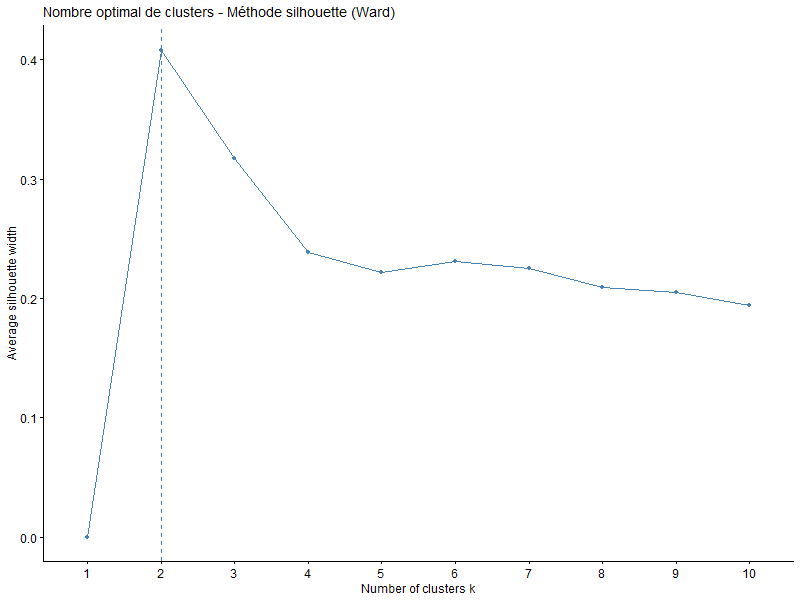 Nombre optimal de clusters - Méthode silhouette (Ward)
Average silhouette width
0.4
0.3
0.2
0.1
0.0
1 2 3 4 5 6 7 8 9 10
Number of clusters k